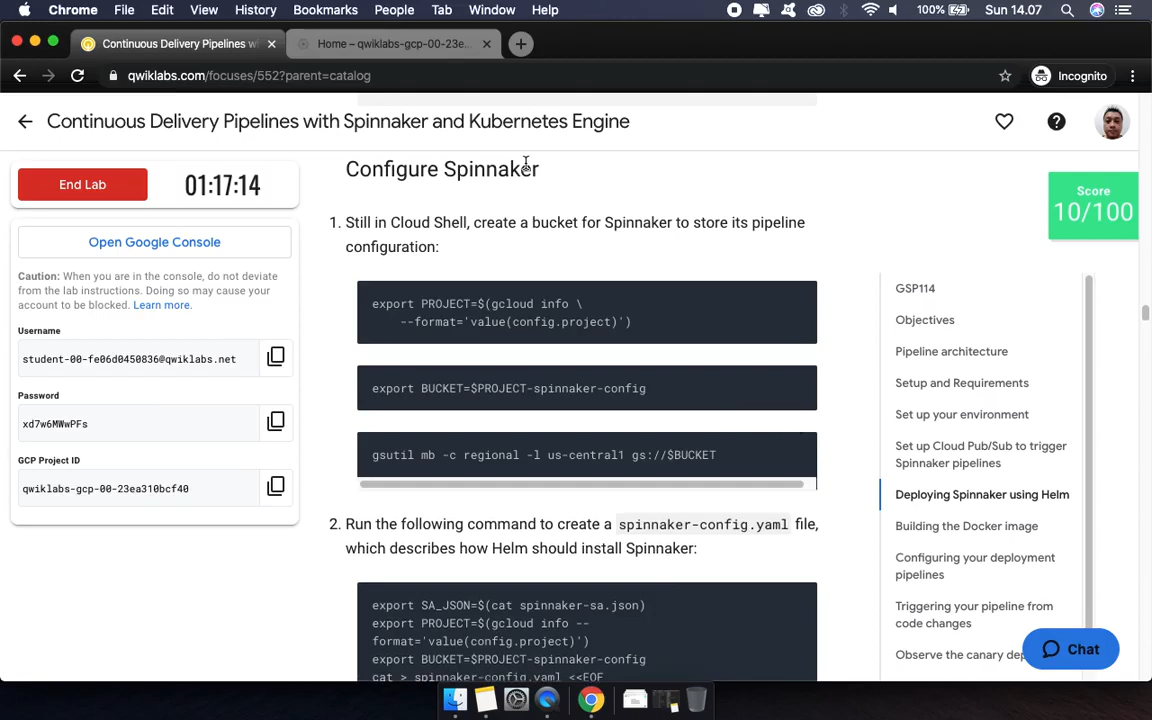 Chrome File Edit View History Bookmarks People Tab Window Help 100% Sun 14.07
Continuous Delivery Pipelines w
Home – qwiklabs-gcp-00-23e...
qwiklabs.com/focuses/552?parent=catalog
Incognito
Continuous Delivery Pipelines with Spinnaker and Kubernetes Engine
End Lab
01:17:14
Open Google Console
Caution: When you are in the console, do not deviate
from the lab instructions. Doing so may cause your
account to be blocked. Learn more.
Username
student-00-fe06d0450836@qwiklabs.net
Password
xd7w6MWwPFs
GCP Project ID
qwiklabs-gcp-00-23ea310bcf40
Configure Spinnaker
1. Still in Cloud Shell, create a bucket for Spinnaker to store its pipeline
configuration:
export PROJECT=$(gcloud info \
--format='value(config.project)')
export BUCKET=$PROJECT-spinnaker-config
gsutil mb -c regional -l us-central1 gs://$BUCKET
2. Run the following command to create a spinnaker-config.yaml file,
which describes how Helm should install Spinnaker:
export SA_JSON=$(cat spinnaker-sa.json)
export PROJECT=$(gcloud info --
format='value(config.project)')
export BUCKET=$PROJECT-spinnaker-config
cat > spinnaker-config.yaml <<EOF
Score
10/100
GSP114
Objectives
Pipeline architecture
Setup and Requirements
Set up your environment
Set up Cloud Pub/Sub to trigger
Spinnaker pipelines
Deploying Spinnaker using Helm
Building the Docker image
Configuring your deployment
pipelines
Triggering your pipeline from
code changes
Observe the canary dep
Chat